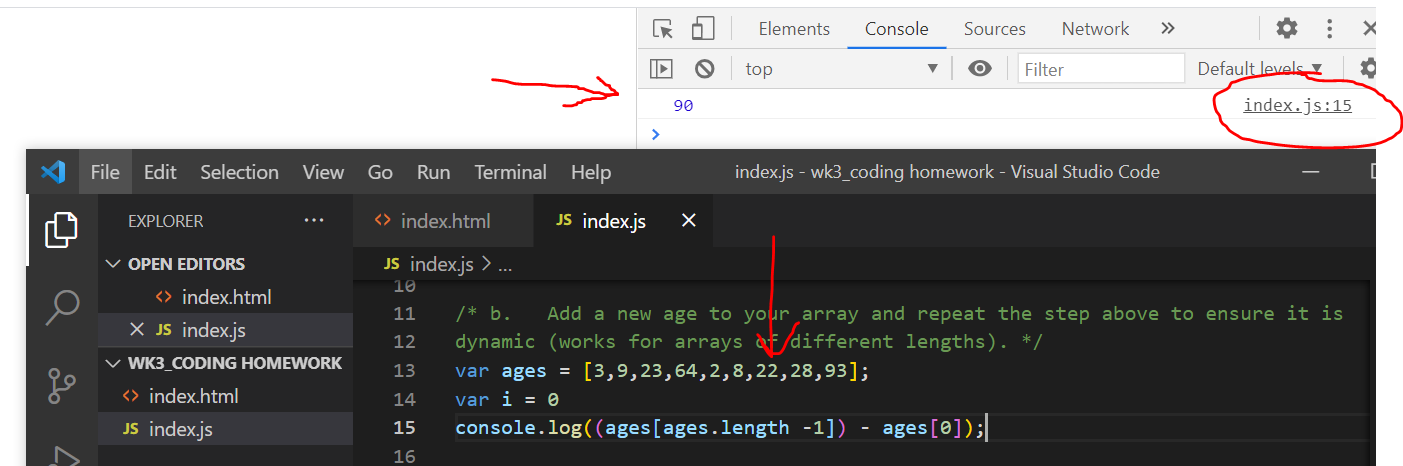 Elements Console Sources Network »
top Filter Default levels
90 index.js:15
File Edit Selection View Go Run Terminal Help index.js - wk3_coding homework - Visual Studio Code
EXPLORER ··· index.html JS index.js
OPEN EDITORS JS index.js > ...
index.html 10
JS index.js 11 /* b. Add a new age to your array and repeat the step above to ensure it is
12 dynamic (works for arrays of different lengths). */
WK3_CODING HOMEWORK 13 var ages = [3,9,23,64,2,8,22,28,93];
index.html 14 var i = 0
JS index.js 15 console.log((ages[ages.length -1]) - ages[0]);
16